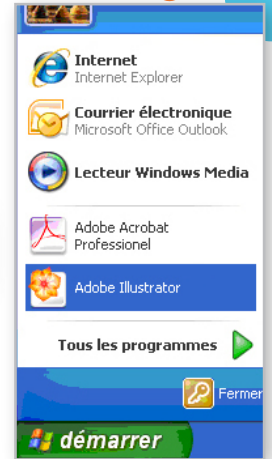 Internet
Internet Explorer
Courrier électronique
Microsoft Office Outlook
Lecteur Windows Media
Adobe Acrobat
Professionel
Adobe Illustrator
Tous les programmes
Fermer
démarrer